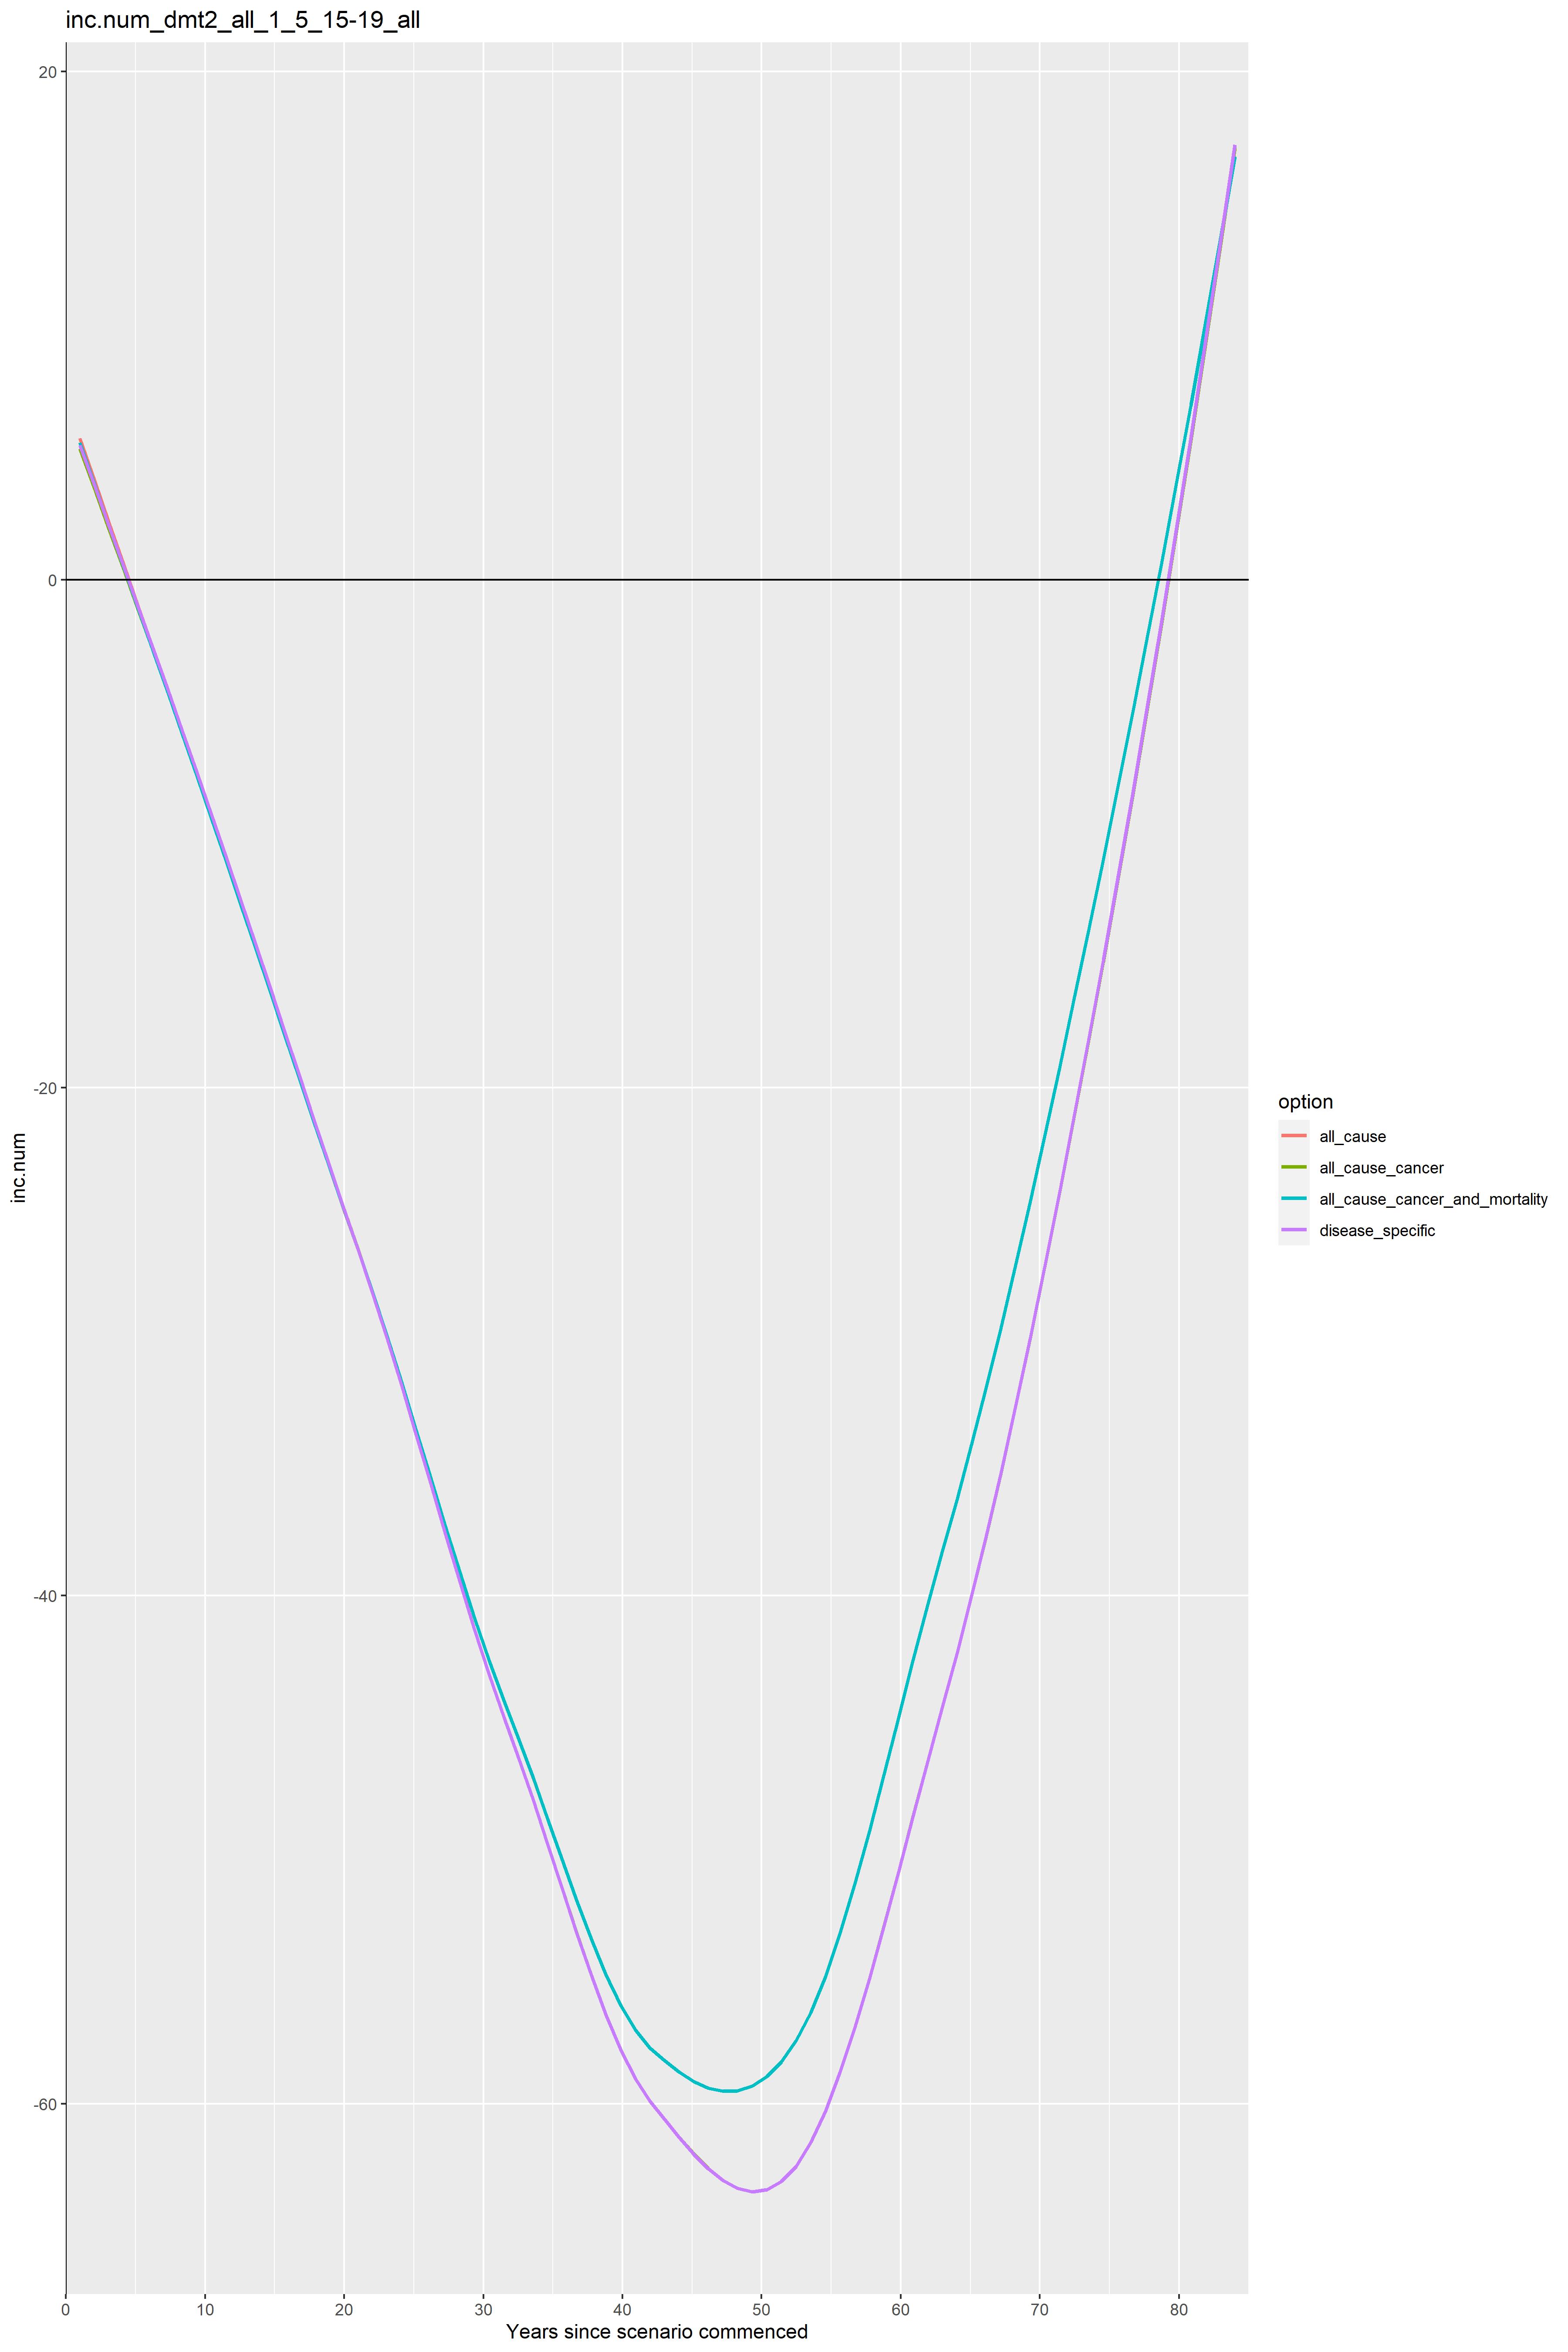 inc.num_dmt2_all_1_5_15-19_all
20
0
-20
-40
-60
inc.num
0 10 20 30 40 50 60 70 80
Years since scenario commenced
option
all_cause
all_cause_cancer
all_cause_cancer_and_mortality
disease_specific